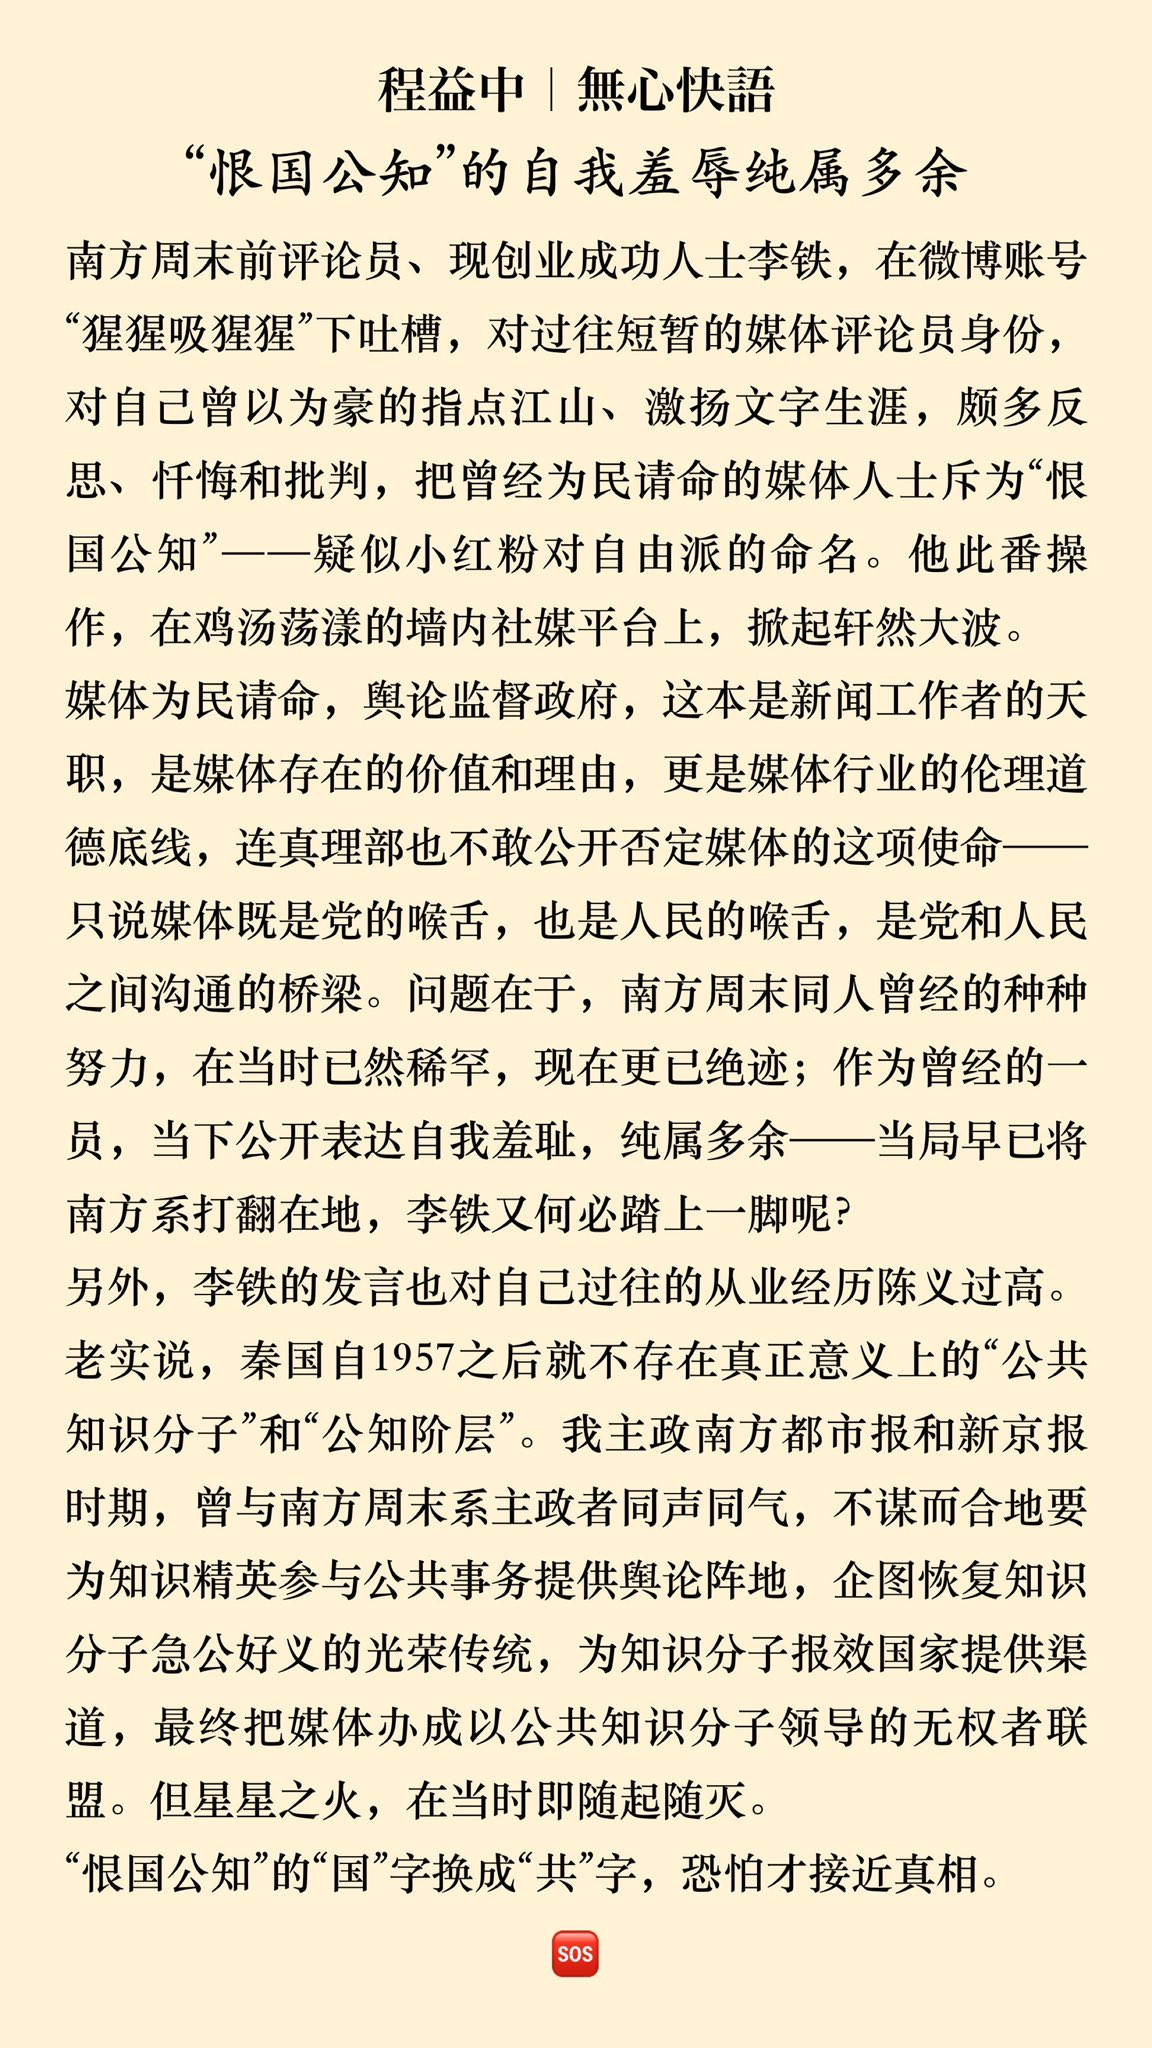 程益中｜無心快語
“恨国公知”的自我羞辱纯属多余
南方周末前评论员、现创业成功人士李铁，在微博账号
“猩猩吸猩猩”下吐槽，对过往短暂的媒体评论员身份，
对自己曾以为豪的指点江山、激扬文字生涯，颇多反
思、忏悔和批判，把曾经为民请命的媒体人士斥为“恨
国公知”——疑似小红粉对自由派的命名。他此番操
作，在鸡汤荡漾的墙内社媒平台上，掀起轩然大波。
媒体为民请命，舆论监督政府，这本是新闻工作者的天
职，是媒体存在的价值和理由，更是媒体行业的伦理道
德底线，连真理部也不敢公开否定媒体的这项使命——
只说媒体既是党的喉舌，也是人民的喉舌，是党和人民
之间沟通的桥梁。问题在于，南方周末同人曾经的种种
努力，在当时已然稀罕，现在更已绝迹；作为曾经的一
员，当下公开表达自我羞耻，纯属多余——当局早已将
南方系打翻在地，李铁又何必踏上一脚呢？
另外，李铁的发言也对自己过往的从业经历陈义过高。
老实说，秦国自1957之后就不存在真正意义上的“公共
知识分子”和“公知阶层”。我主政南方都市报和新京报
时期，曾与南方周末系主政者同声同气，不谋而合地要
为知识精英参与公共事务提供舆论阵地，企图恢复知识
分子急公好义的光荣传统，为知识分子报效国家提供渠
道，最终把媒体办成以公共知识分子领导的无权者联
盟。但星星之火，在当时即随起随灭。
“恨国公知”的“国”字换成“共”字，恐怕才接近真相。
SOS